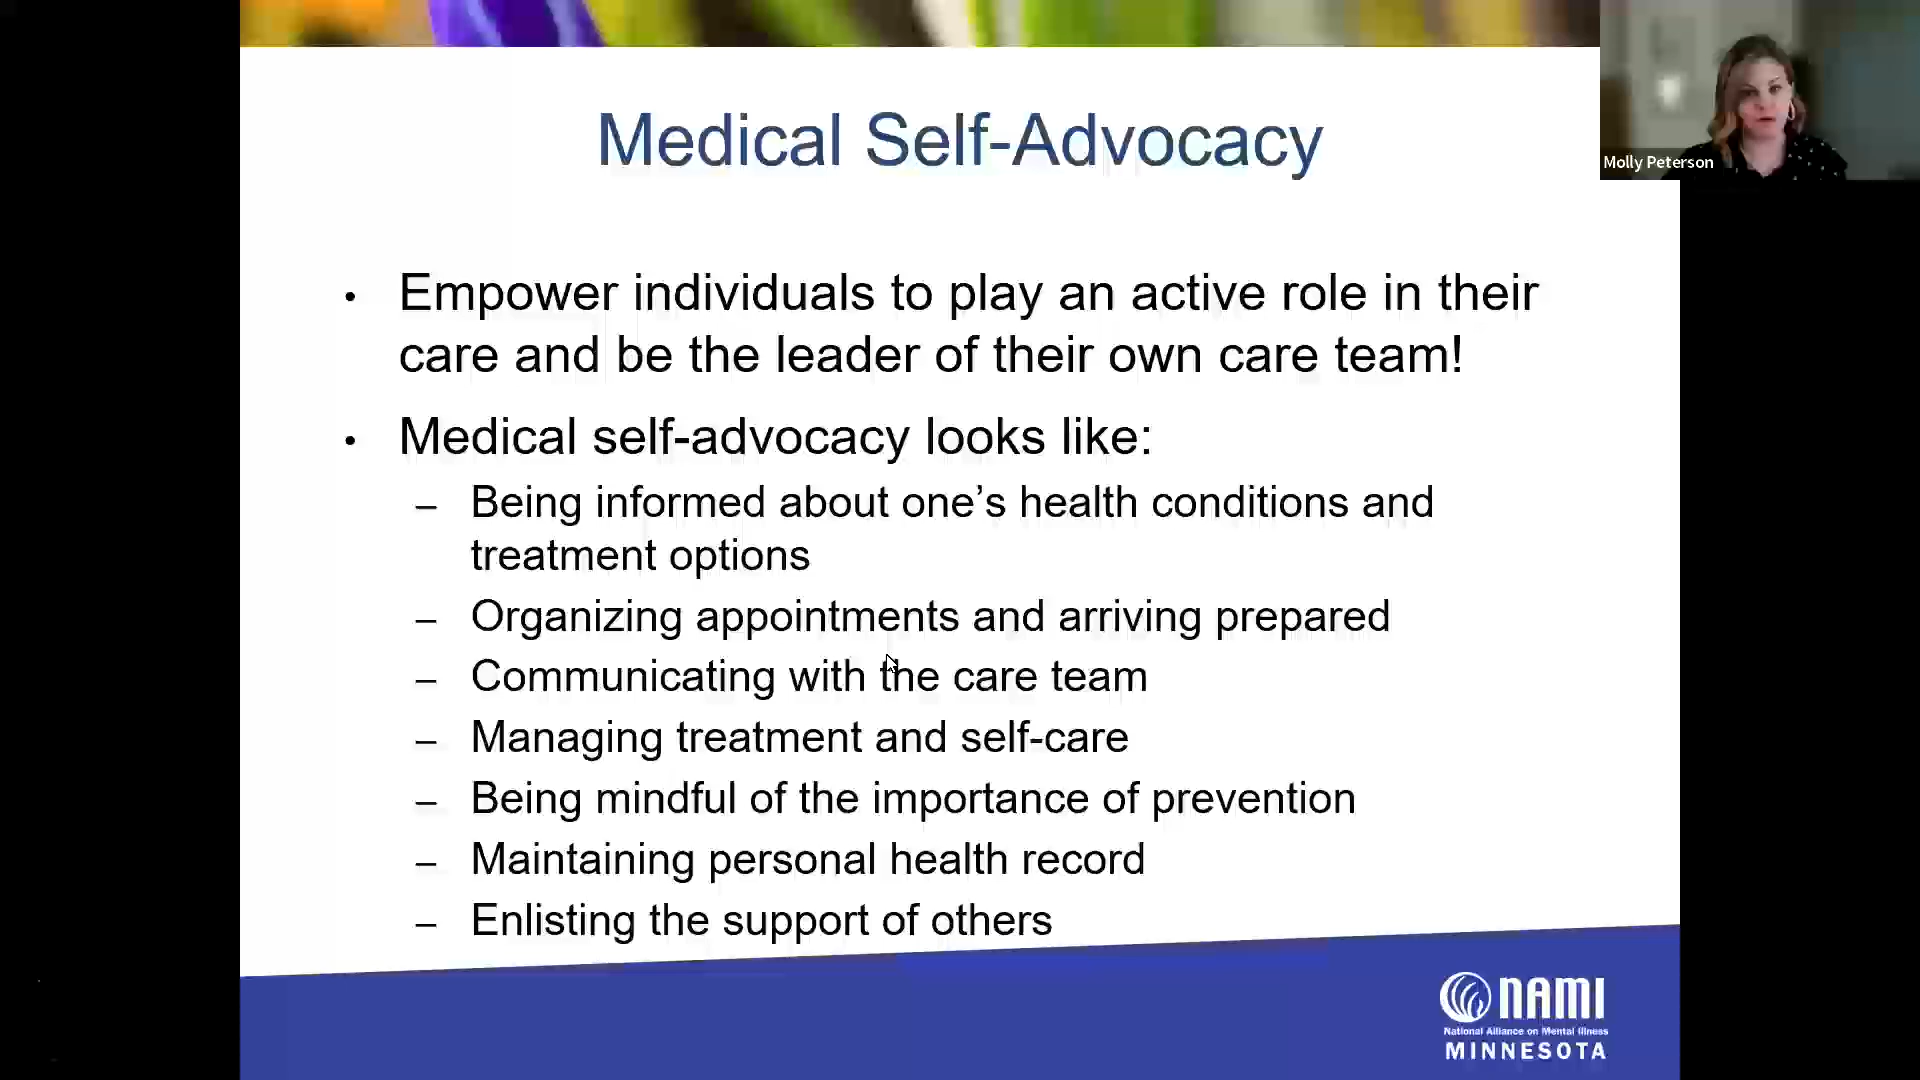 Medical Self-Advocacy
Molly Peterson
• Empower individuals to play an active role in their
care and be the leader of their own care team!
• Medical self-advocacy looks like:
– Being informed about one’s health conditions and
treatment options
– Organizing appointments and arriving prepared
– Communicating with the care team
– Managing treatment and self-care
– Being mindful of the importance of prevention
– Maintaining personal health record
– Enlisting the support of others
NAMI
National Alliance on Mental Illness
MINNESOTA